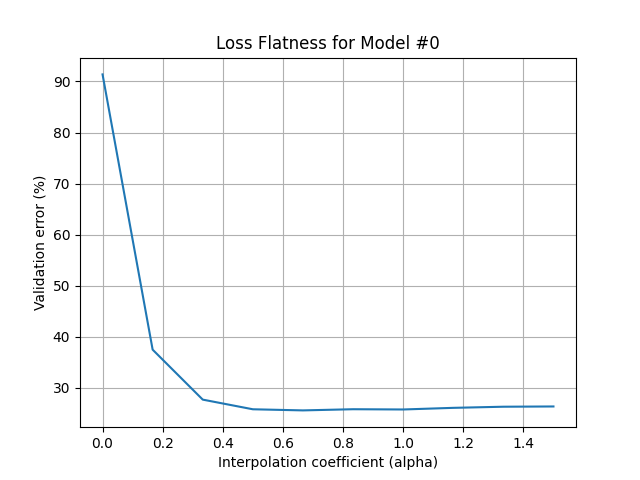 Loss Flatness for Model #0
90
80
70
60
50
40
30
Validation error (%)
0.0 0.2 0.4 0.6 0.8 1.0 1.2 1.4
Interpolation coefficient (alpha)